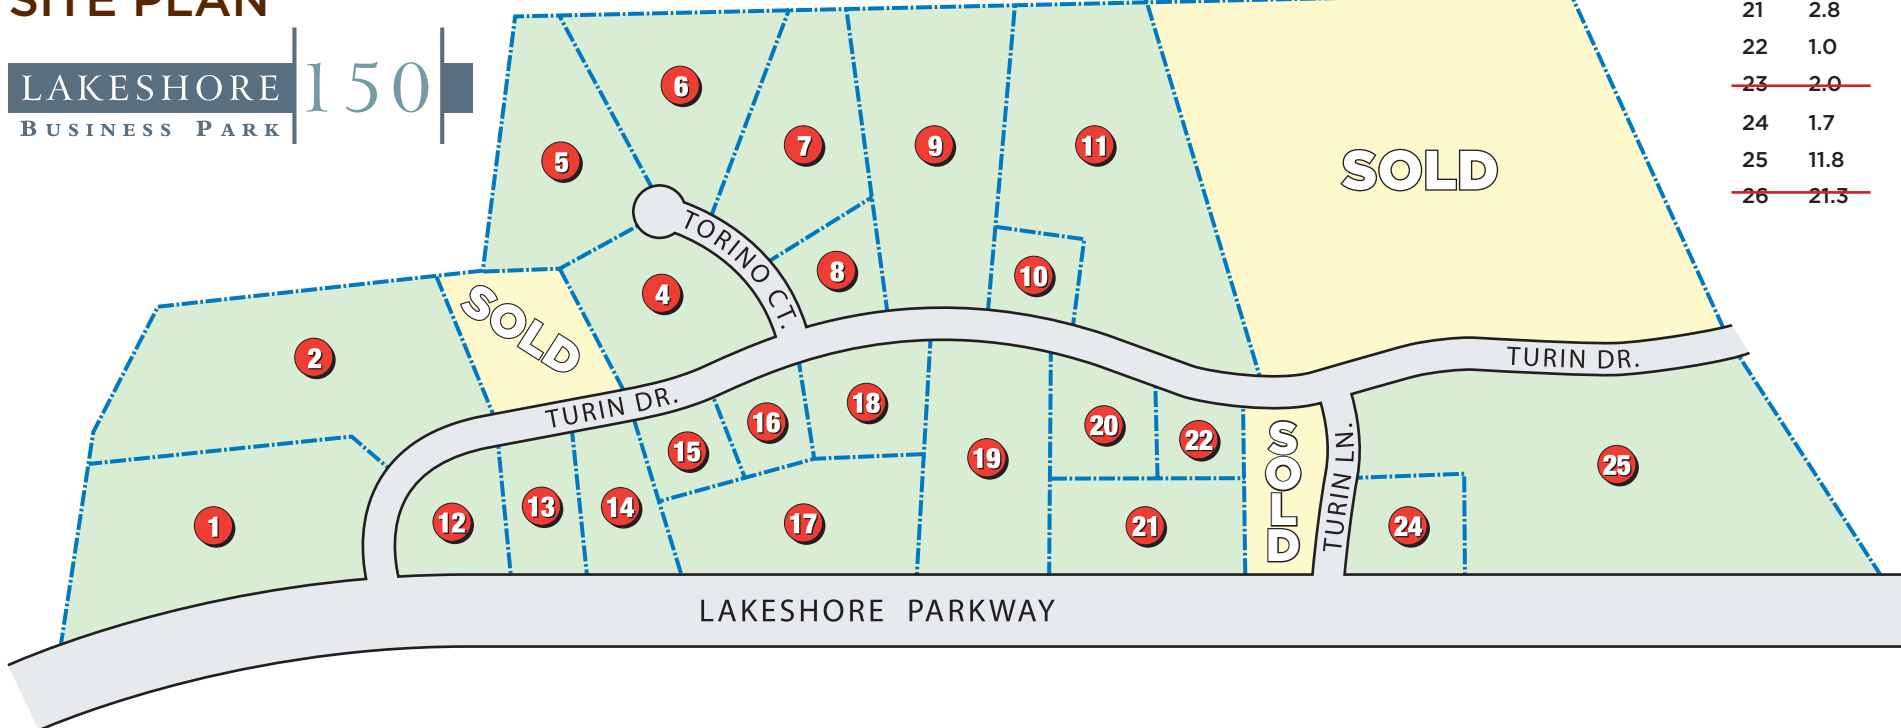 SITE PLAN
LAKESHORE 150
BUSINESS PARK
21 2.8
22 1.0
23 2.0
24 1.7
25 11.8
26 21.3
6
5
7
9
11
SOLD
TORINO CT.
8
10
4
2
SOLD
TURIN DR.
TURIN DR.
18
16
15
20
22
19
SOLD
TURIN LN.
25
1
12
13
14
17
21
24
LAKESHORE PARKWAY